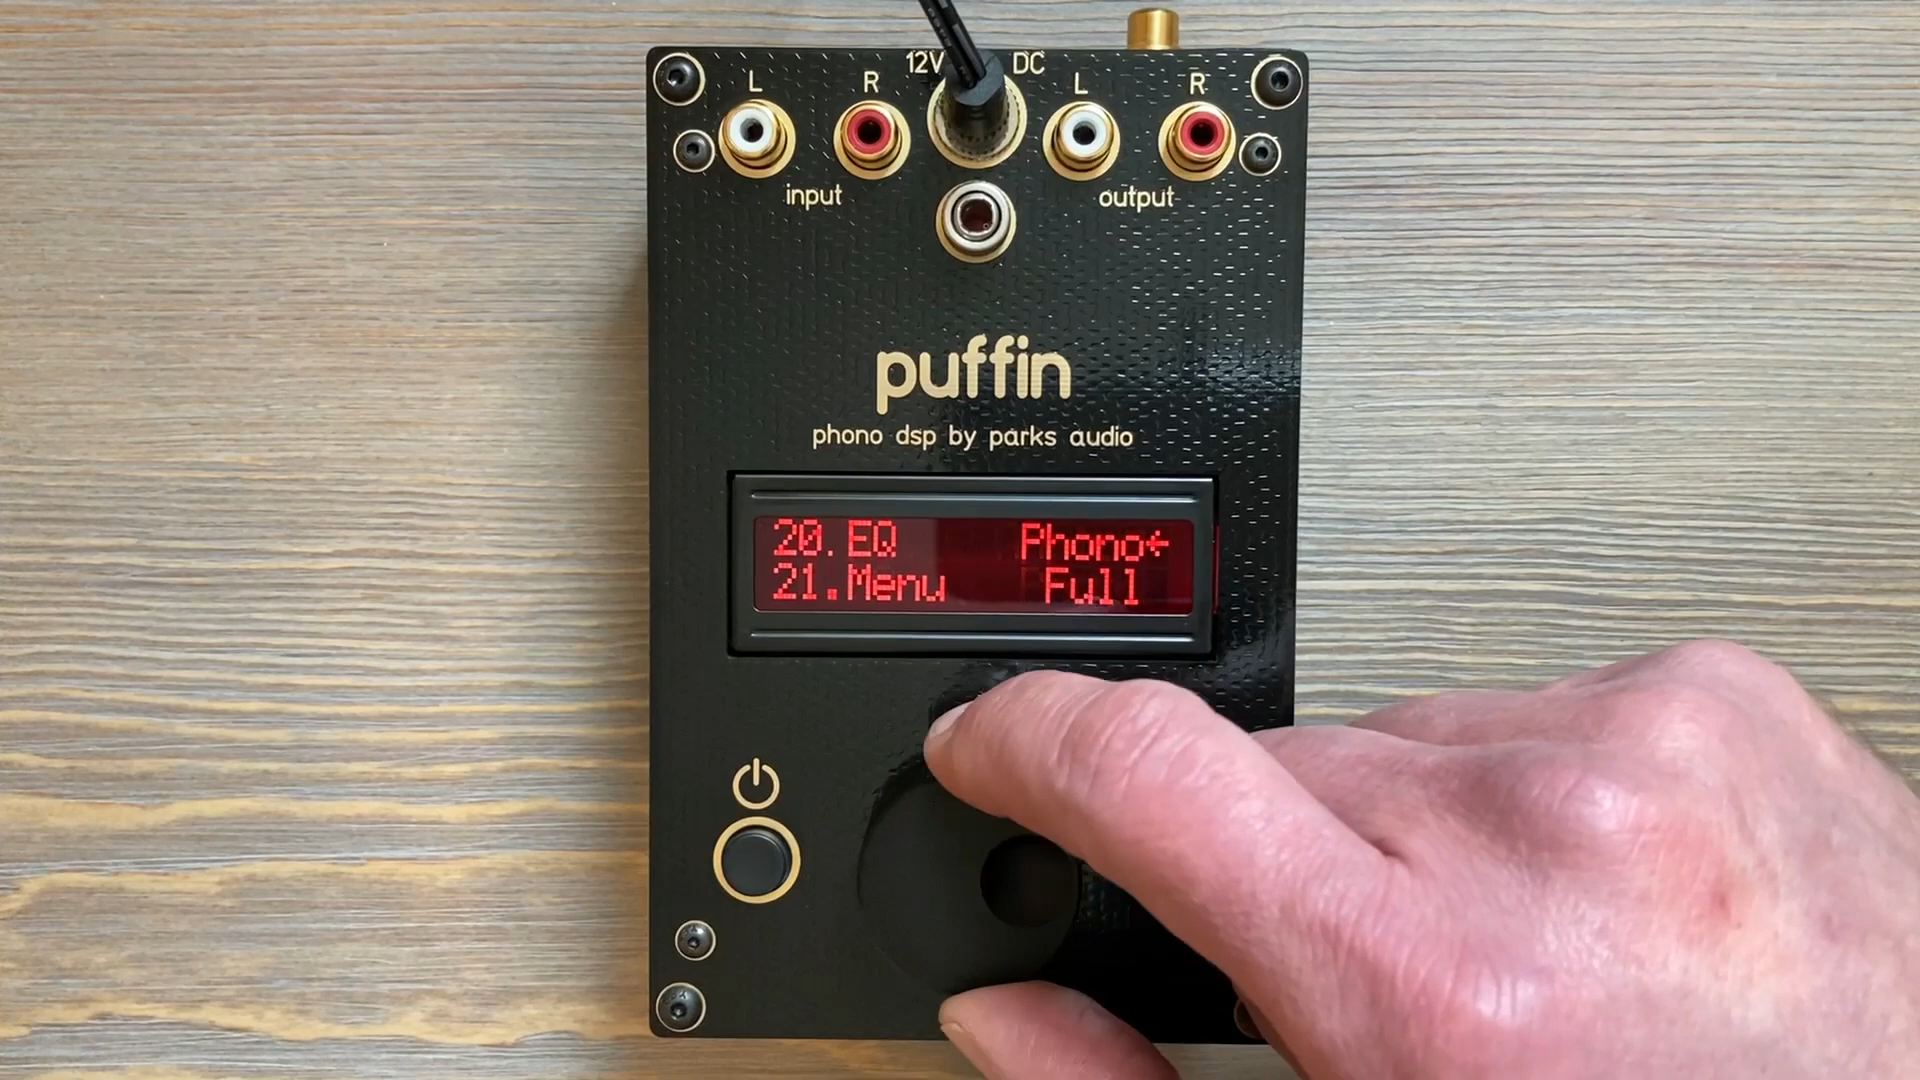 12V DC
L R L R
input output
puffin
phono dsp by parks audio
20.EQ Phono←
21.Menu Full